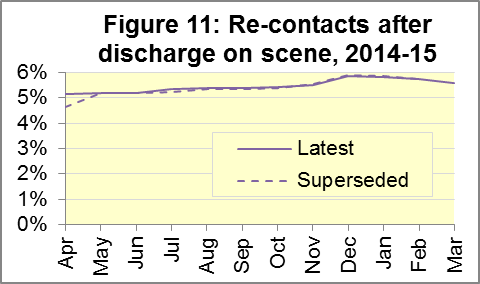 Figure 11: Re-contacts after
discharge on scene, 2014-15
6%
5%
4%
3%
2%
1%
0%
Latest
Superseded
Apr
May
Jun
Jul
Aug
Sep
Oct
Nov
Dec
Jan
Feb
Mar